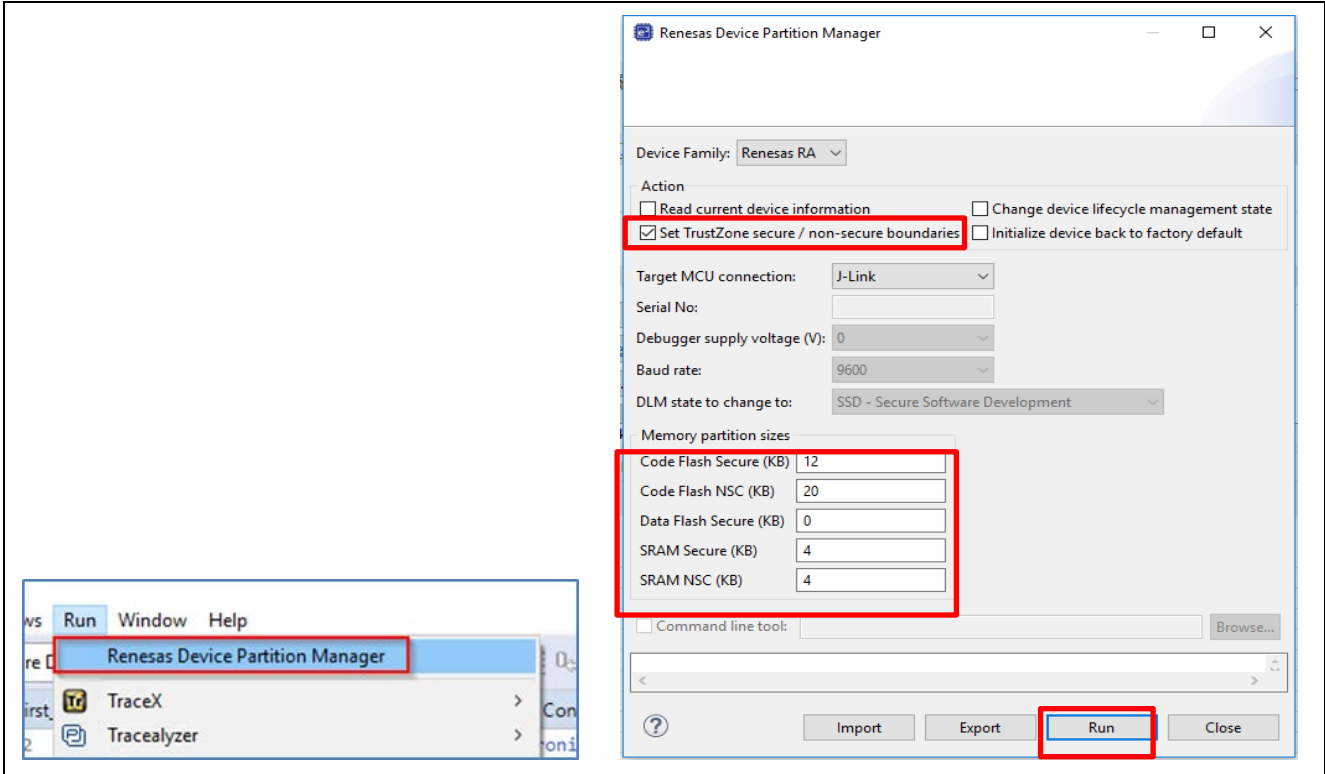 ws Run Window Help
re D Renesas Device Partition Manager
irst_ TraceX Con
2 Tracealyzer oni
Renesas Device Partition Manager
Device Family: Renesas RA
Action
Read current device information Change device lifecycle management state
Set TrustZone secure / non-secure boundaries Initialize device back to factory default
Target MCU connection: J-Link
Serial No:
Debugger supply voltage (V): 0
Baud rate: 9600
DLM state to change to: SSD - Secure Software Development
Memory partition sizes
Code Flash Secure (KB) 12
Code Flash NSC (KB) 20
Data Flash Secure (KB) 0
SRAM Secure (KB) 4
SRAM NSC (KB) 4
Command line tool: Browse...
Import Export Run Close